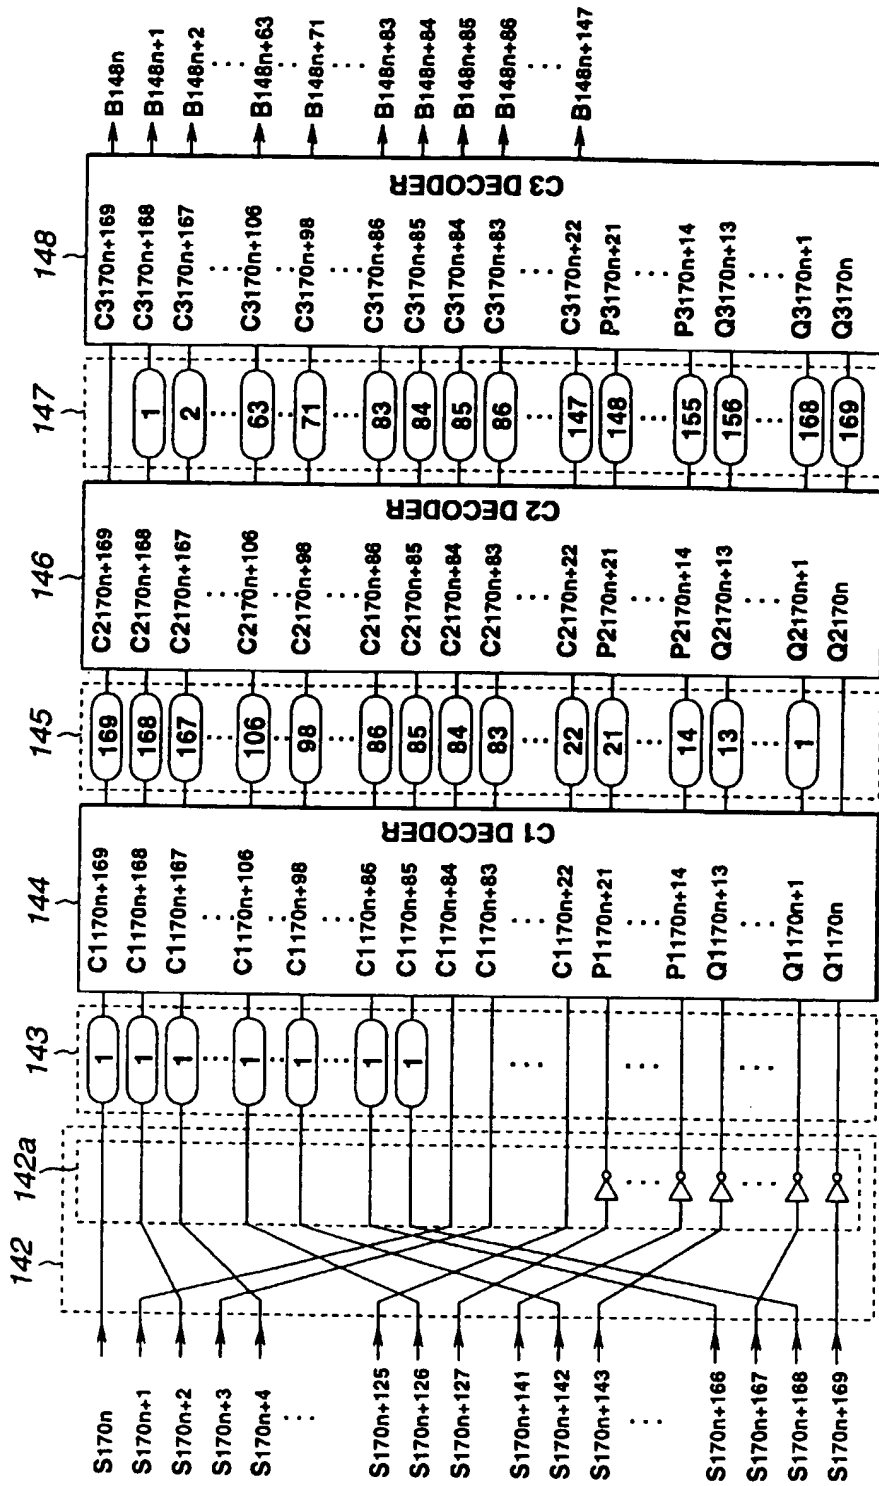 142
142a
143
144
145
146
147
148
S170n
S170n+1
S170n+2
S170n+3
S170n+4
S170n+125
S170n+126
S170n+127
S170n+141
S170n+142
S170n+143
S170n+166
S170n+167
S170n+168
S170n+169
1
1
1
1
1
1
1
C1170n+169
C1170n+168
C1170n+167
C1170n+106
C1170n+98
C1170n+86
C1170n+85
C1170n+84
C1170n+83
C1170n+22
P1170n+21
P1170n+14
Q1170n+13
Q1170n+1
Q1170n
C1 DECODER
169
168
167
106
98
86
85
84
83
22
21
14
13
1
C2170n+169
C2170n+168
C2170n+167
C2170n+106
C2170n+98
C2170n+86
C2170n+85
C2170n+84
C2170n+83
C2170n+22
P2170n+21
P2170n+14
Q2170n+13
Q2170n+1
Q2170n
C2 DECODER
1
2
63
71
83
84
85
86
147
148
155
156
168
169
C3170n+169
C3170n+168
C3170n+167
C3170n+106
C3170n+98
C3170n+86
C3170n+85
C3170n+84
C3170n+83
C3170n+22
P3170n+21
P3170n+14
Q3170n+13
Q3170n+1
Q3170n
C3 DECODER
B148n
B148n+1
B148n+2
B148n+63
B148n+71
B148n+83
B148n+84
B148n+85
B148n+86
B148n+147